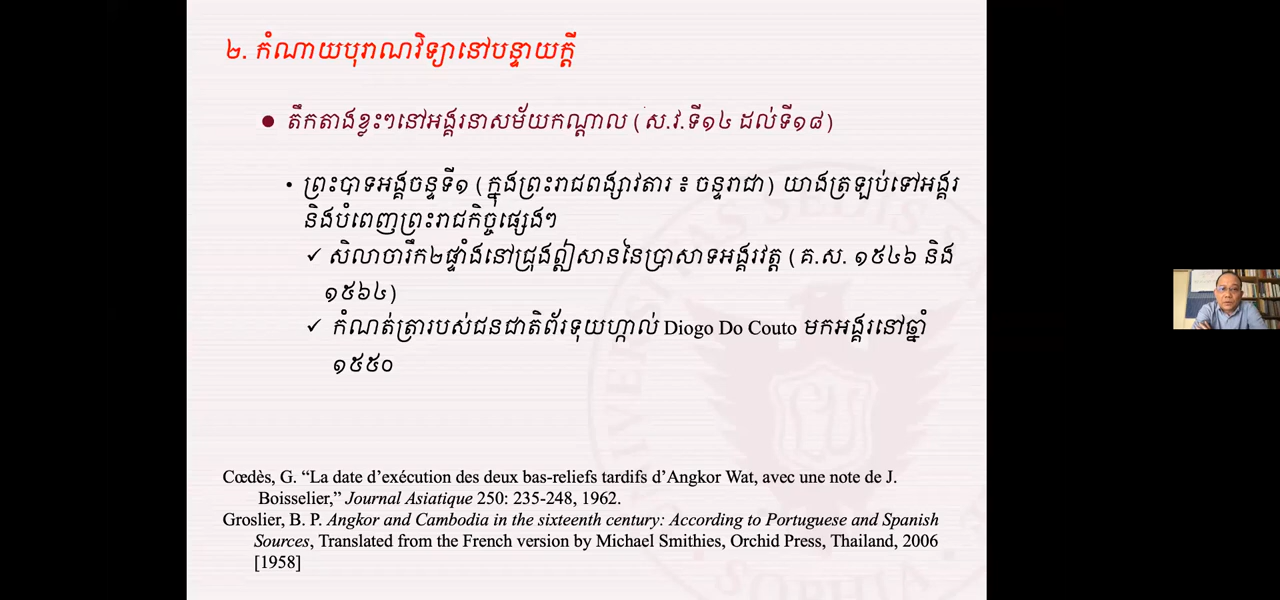 ២. កំណាយបុរាណវិទ្យានៅបន្ទាយក្ដី
● តឹកតាងខ្លះៗនៅអង្គរនាសម័យកណ្ដាល (ស.វ.ទី១៤ ដល់ទី១៨)
• ព្រះបាទអង្គចន្ទទី១ (ក្នុងព្រះរាជពង្សាវតារ ៖ ចន្ទរាជា) យាងត្រឡប់ទៅអង្គរ
និងបំពេញព្រះរាជកិច្ចផ្សេងៗ
✓ សិលាចារឹក២ផ្ទាំងនៅជ្រុងឦសាននៃប្រាសាទអង្គរវត្ត (គ.ស. ១៥៤៦ និង
១៥៦៤)
✓ កំណត់ត្រារបស់ជនជាតិព័រទុយហ្កាល់ Diogo Do Couto មកអង្គរនៅឆ្នាំ
១៥៥០
Cœdès, G. “La date d’exécution des deux bas-reliefs tardifs d’Angkor Wat, avec une note de J.
Boisselier,” Journal Asiatique 250: 235-248, 1962.
Groslier, B. P. Angkor and Cambodia in the sixteenth century: According to Portuguese and Spanish
Sources, Translated from the French version by Michael Smithies, Orchid Press, Thailand, 2006
[1958]